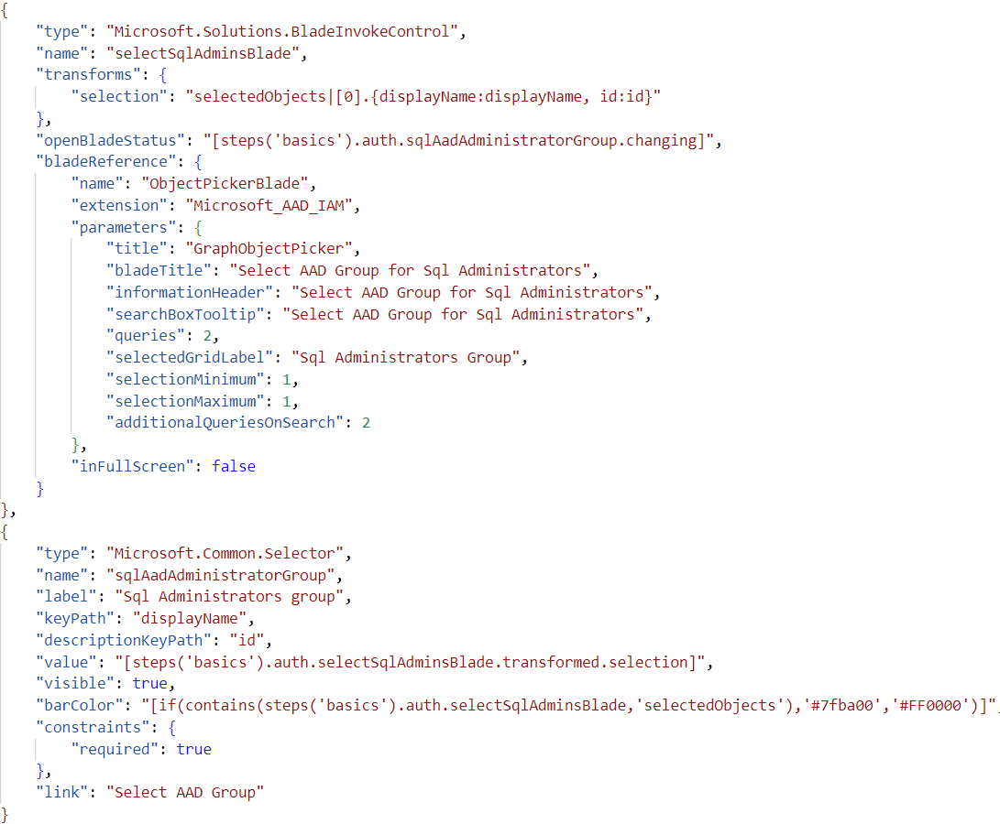 {
    "type": "Microsoft.Solutions.BladeInvokeControl",
    "name": "selectSqlAdminsBlade",
    "transforms": {
        "selection": "selectedObjects|[0].{displayName:displayName, id:id}"
    },
    "openBladeStatus": "[steps('basics').auth.sqlAadAdministratorGroup.changing]",
    "bladeReference": {
        "name": "ObjectPickerBlade",
        "extension": "Microsoft_AAD_IAM",
        "parameters": {
            "title": "GraphObjectPicker",
            "bladeTitle": "Select AAD Group for Sql Administrators",
            "informationHeader": "Select AAD Group for Sql Administrators",
            "searchBoxTooltip": "Select AAD Group for Sql Administrators",
            "queries": 2,
            "selectedGridLabel": "Sql Administrators Group",
            "selectionMinimum": 1,
            "selectionMaximum": 1,
            "additionalQueriesOnSearch": 2
        },
        "inFullScreen": false
    }
},
{
    "type": "Microsoft.Common.Selector",
    "name": "sqlAadAdministratorGroup",
    "label": "Sql Administrators group",
    "keyPath": "displayName",
    "descriptionKeyPath": "id",
    "value": "[steps('basics').auth.selectSqlAdminsBlade.transformed.selection]",
    "visible": true,
    "barColor": "[if(contains(steps('basics').auth.selectSqlAdminsBlade,'selectedObjects'),'#7fba00','#FF0000')]",
    "constraints": {
        "required": true
    },
    "link": "Select AAD Group"
}